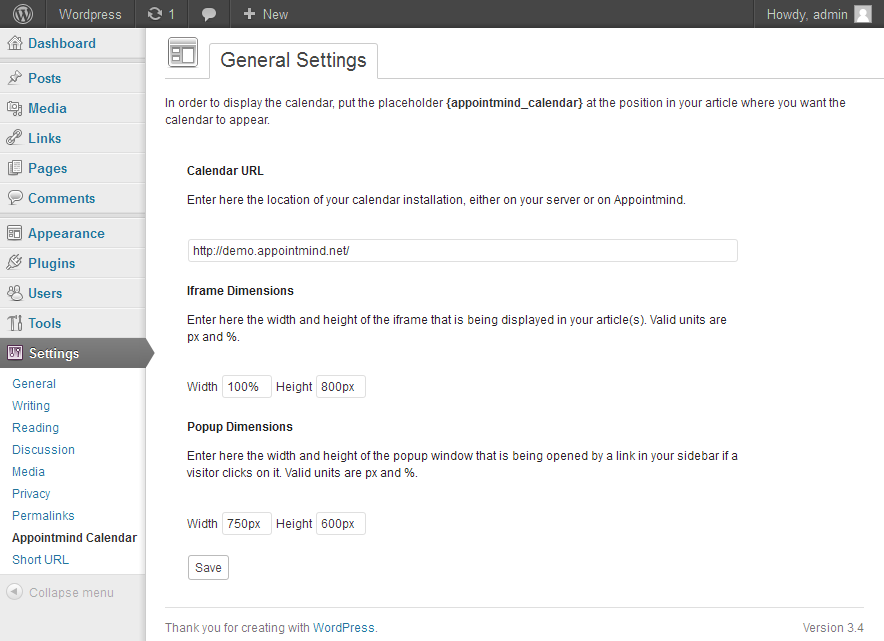 Wordpress 1 + New Howdy, admin
Dashboard
Posts
Media
Links
Pages
Comments
Appearance
Plugins
Users
Tools
Settings
General
Writing
Reading
Discussion
Media
Privacy
Permalinks
Appointmind Calendar
Short URL
Collapse menu
General Settings
In order to display the calendar, put the placeholder {appointmind_calendar} at the position in your article where you want the
calendar to appear.
Calendar URL
Enter here the location of your calendar installation, either on your server or on Appointmind.
http://demo.appointmind.net/
Iframe Dimensions
Enter here the width and height of the iframe that is being displayed in your article(s). Valid units are
px and %.
Width 100% Height 800px
Popup Dimensions
Enter here the width and height of the popup window that is being opened by a link in your sidebar if a
visitor clicks on it. Valid units are px and %.
Width 750px Height 600px
Save
Thank you for creating with WordPress. Version 3.4